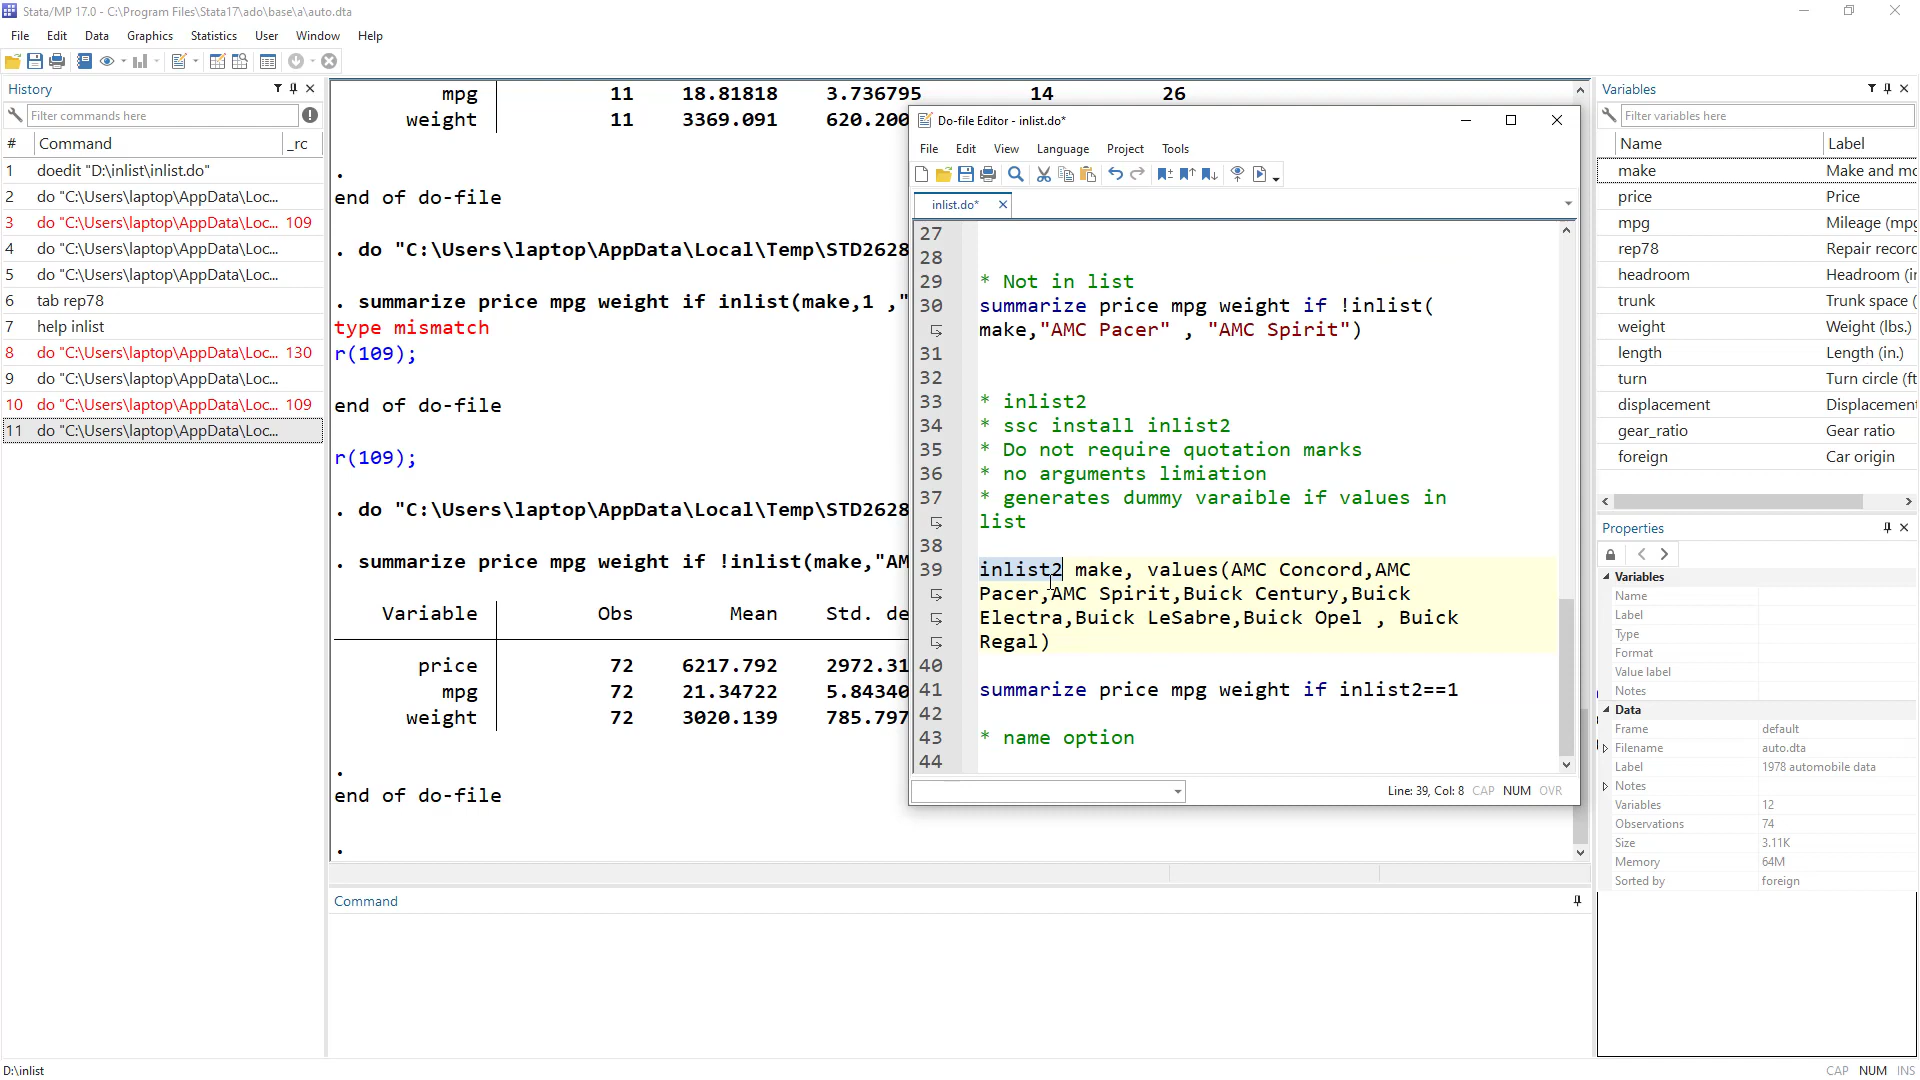 Stata/MP 17.0 - C:\Program Files\Stata17\ado\base\a\auto.dta
File Edit Data Graphics Statistics User Window Help
History
Filter commands here
# Command _rc
1 doedit "D:\inlist\inlist.do"
2 do "C:\Users\laptop\AppData\Loc...
3 do "C:\Users\laptop\AppData\Loc... 109
4 do "C:\Users\laptop\AppData\Loc...
5 do "C:\Users\laptop\AppData\Loc...
6 tab rep78
7 help inlist
8 do "C:\Users\laptop\AppData\Loc... 130
9 do "C:\Users\laptop\AppData\Loc...
10 do "C:\Users\laptop\AppData\Loc... 109
11 do "C:\Users\laptop\AppData\Loc...
mpg 11 18.81818 3.736795 14 26
weight 11 3369.091 620.200
.
end of do-file
. do "C:\Users\laptop\AppData\Local\Temp\STD2628
. summarize price mpg weight if inlist(make,1 ,"
type mismatch
r(109);
end of do-file
r(109);
. do "C:\Users\laptop\AppData\Local\Temp\STD2628
. summarize price mpg weight if !inlist(make,"AM
Variable Obs Mean Std. de
price 72 6217.792 2972.31
mpg 72 21.34722 5.84340
weight 72 3020.139 785.797
.
end of do-file
.
Command
Do-file Editor - inlist.do*
File Edit View Language Project Tools
inlist.do*
27
28
29 * Not in list
30 summarize price mpg weight if !inlist(
make,"AMC Pacer" , "AMC Spirit")
31
32
33 * inlist2
34 * ssc install inlist2
35 * Do not require quotation marks
36 * no arguments limiation
37 * generates dummy varaible if values in
list
38
39 inlist2 make, values(AMC Concord,AMC
Pacer,AMC Spirit,Buick Century,Buick
Electra,Buick LeSabre,Buick Opel , Buick
Regal)
40
41 summarize price mpg weight if inlist2==1
42
43 * name option
44
Line: 39, Col: 8 CAP NUM OVR
Variables
Filter variables here
Name Label
make Make and mo
price Price
mpg Mileage (mpg
rep78 Repair record
headroom Headroom (in
trunk Trunk space (
weight Weight (lbs.)
length Length (in.)
turn Turn circle (ft
displacement Displacement
gear_ratio Gear ratio
foreign Car origin
Properties
Variables
Name
Label
Type
Format
Value label
Notes
Data
Frame default
Filename auto.dta
Label 1978 automobile data
Notes
Variables 12
Observations 74
Size 3.11K
Memory 64M
Sorted by foreign
D:\inlist
CAP NUM INS